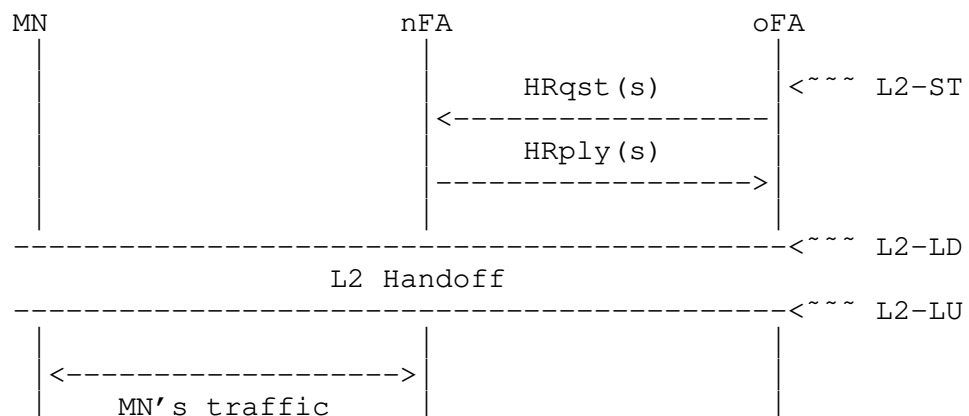 MN nFA oFA
<~~~ L2-ST
HRqst(s)
<------------------
HRply(s)
------------------>
--------------------------------------------<~~~ L2-LD
L2 Handoff
--------------------------------------------<~~~ L2-LU
<------------------->
MN's traffic